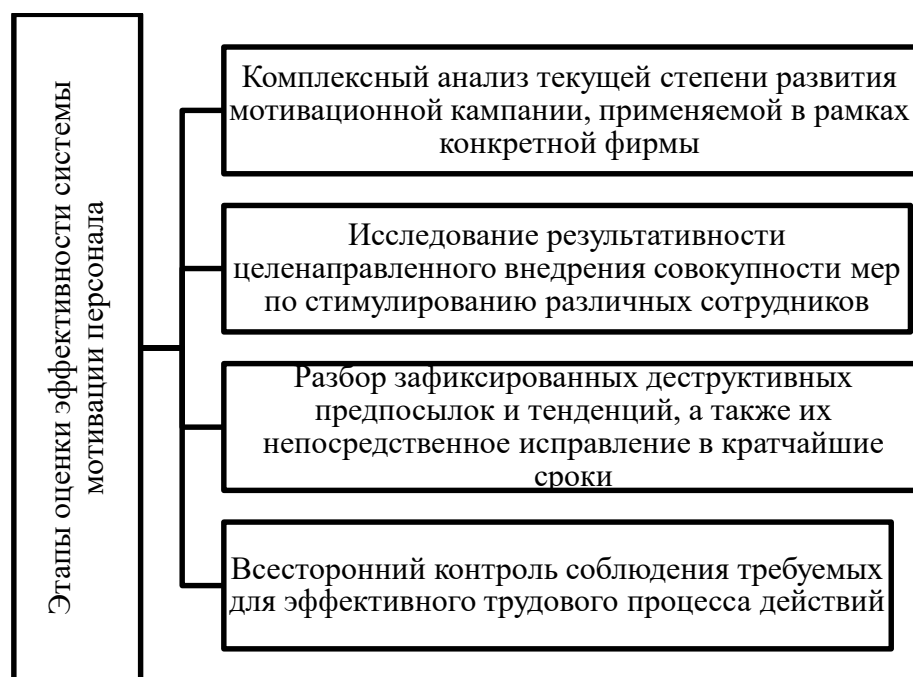 Этапы оценки эффективности системы
мотивации персонала
Комплексный анализ текущей степени развития
мотивационной кампании, применяемой в рамках
конкретной фирмы
Исследование результативности
целенаправленного внедрения совокупности мер
по стимулированию различных сотрудников
Разбор зафиксированных деструктивных
предпосылок и тенденций, а также их
непосредственное исправление в кратчайшие
сроки
Всесторонний контроль соблюдения требуемых
для эффективного трудового процесса действий